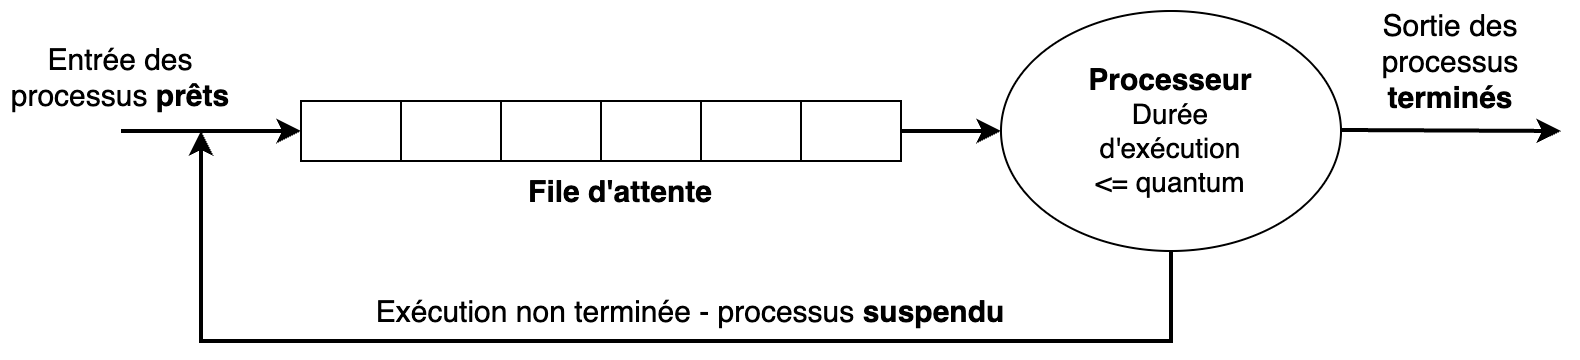 Entrée des
processus prêts
File d'attente
Processeur
Durée
d'exécution
<= quantum
Sortie des
processus
terminés
Exécution non terminée - processus suspendu